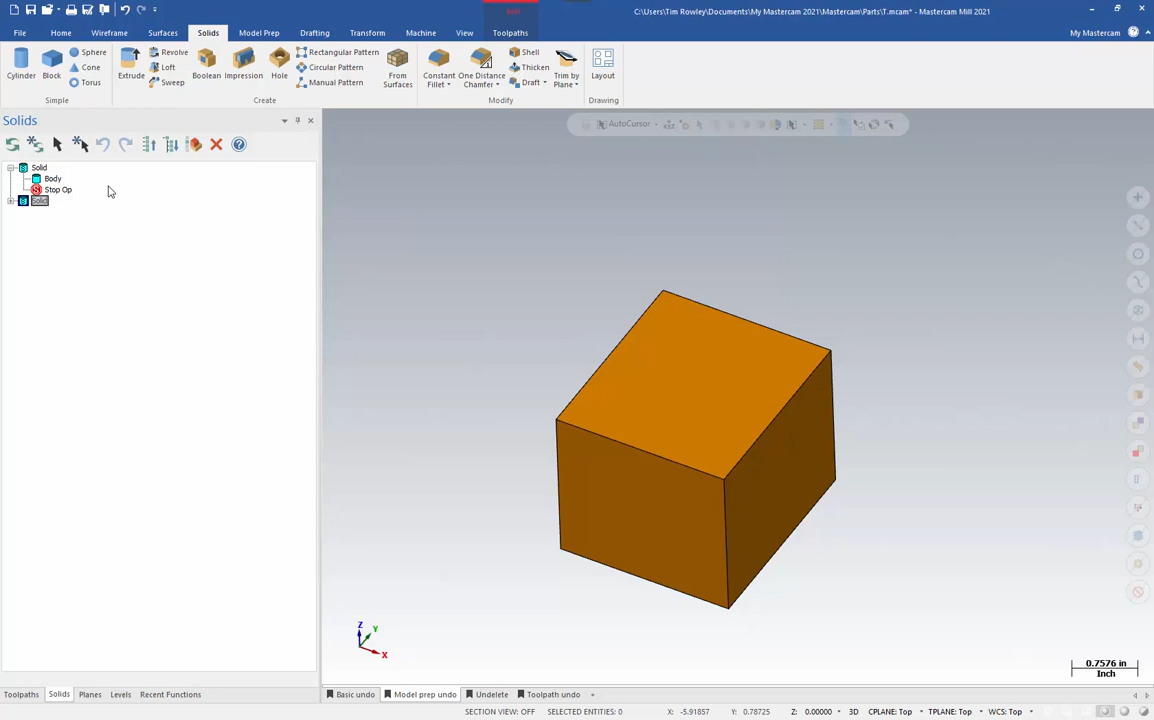 C:\Users\Tim Rowley\Documents\My Mastercam 2021\Mastercam\Parts\T.mcam* - Mastercam Mill 2021
File Home Wireframe Surfaces Solids Model Prep Drafting Transform Machine View Toolpaths My Mastercam
Cylinder Block Sphere Cone Torus
Simple
Extrude Revolve Loft Sweep Boolean Impression Hole Rectangular Pattern Circular Pattern Manual Pattern From Surfaces
Create
Constant Fillet One Distance Chamfer Shell Thicken Draft Trim by Plane
Modify
Layout
Drawing
Solids
AutoCursor
Solid
Body
Stop Op
Solid
Z
Y
X
0.7576 in
Inch
Toolpaths Solids Planes Levels Recent Functions
Basic undo Model prep undo Undelete Toolpath undo
SECTION VIEW: OFF SELECTED ENTITIES: 0 X: -5.91857 Y: 0.78725 Z: 0.00000 3D CPLANE: Top TPLANE: Top WCS: Top